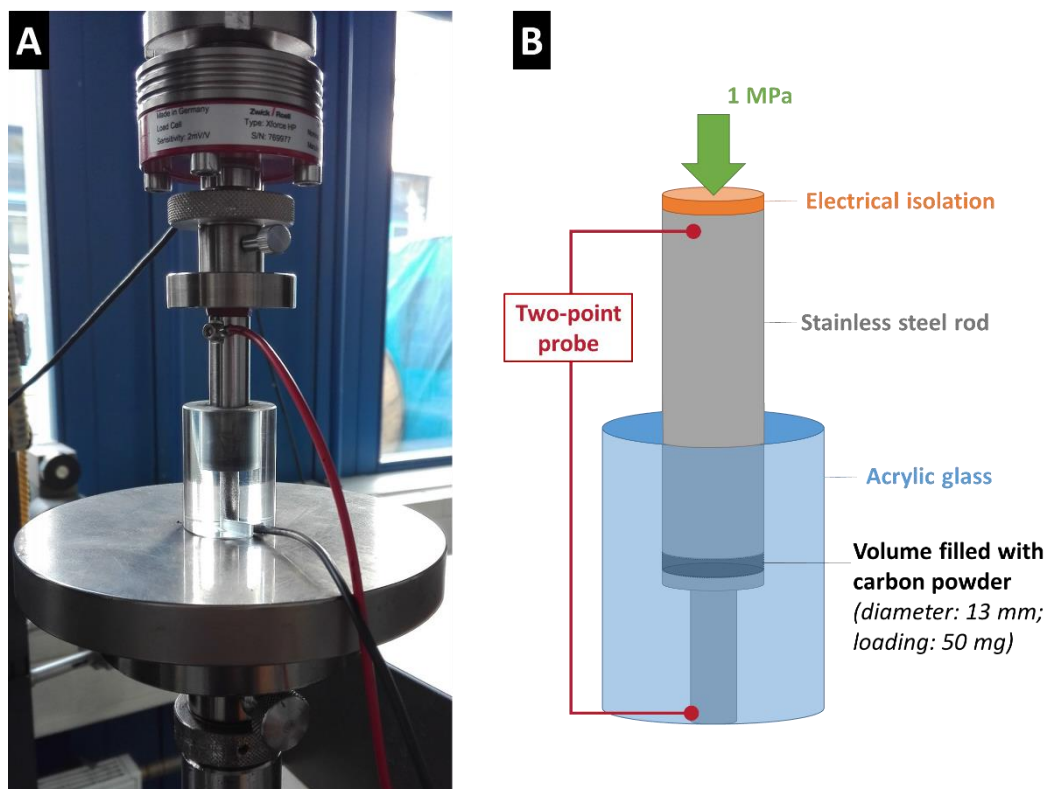 A
Made in Germany
Load Cell
Sensitivity: 2mV/V
Zwick / Roell
Type: Xforce HP
S/N: 769977
B
1 MPa
Electrical isolation
Two-point
probe
Stainless steel rod
Acrylic glass
Volume filled with
carbon powder
(diameter: 13 mm;
loading: 50 mg)